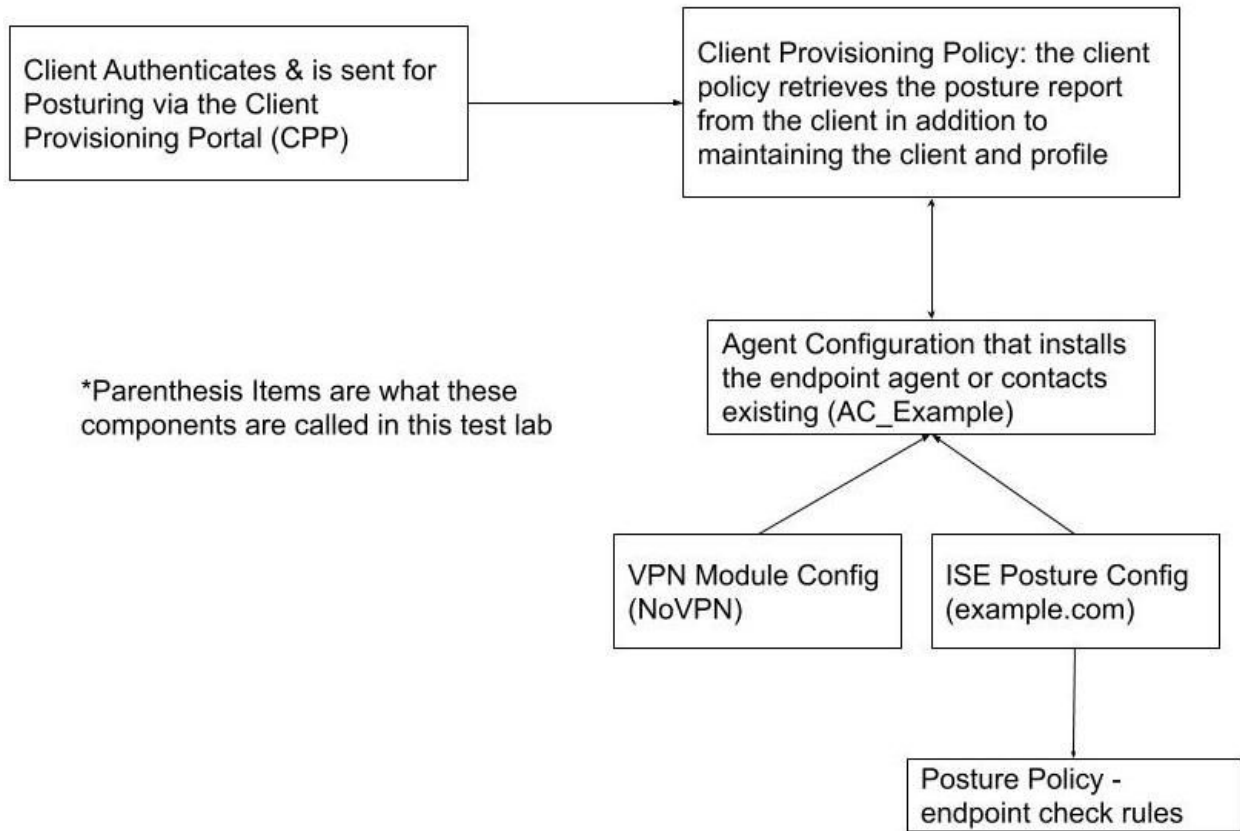 Client Authenticates & is sent for
Posturing via the Client
Provisioning Portal (CPP)
Client Provisioning Policy: the client
policy retrieves the posture report
from the client in addition to
maintaining the client and profile
Agent Configuration that installs
the endpoint agent or contacts
existing (AC_Example)
*Parenthesis Items are what these
components are called in this test lab
VPN Module Config
(NoVPN)
ISE Posture Config
(example.com)
Posture Policy -
endpoint check rules